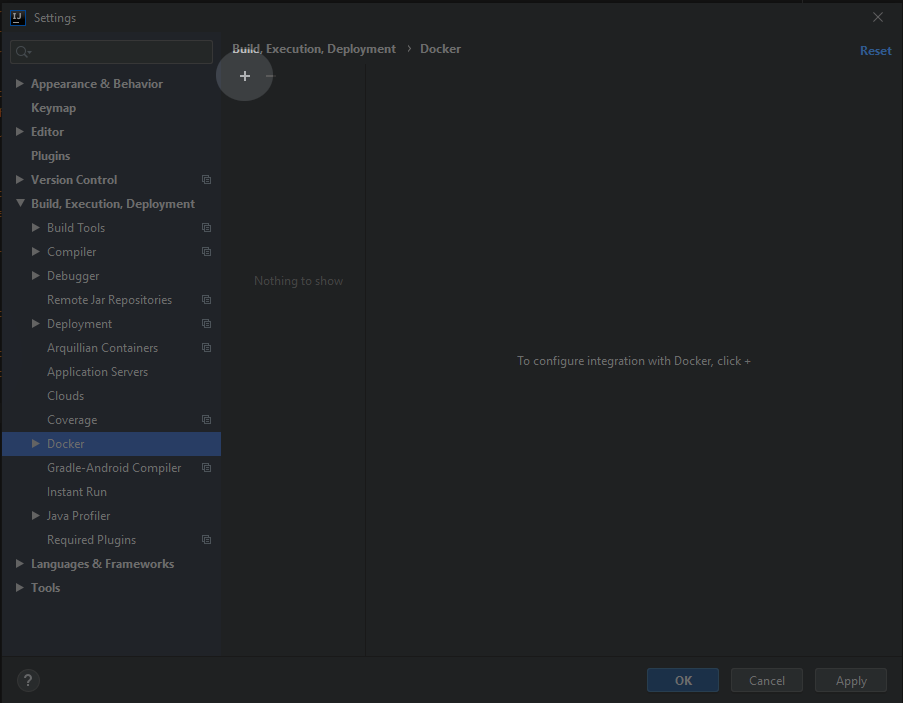 IJ
Settings
Build, Execution, Deployment › Docker
Reset
Appearance & Behavior
Keymap
Editor
Plugins
Version Control
Build, Execution, Deployment
Build Tools
Compiler
Debugger
Remote Jar Repositories
Deployment
Arquillian Containers
Application Servers
Clouds
Coverage
Docker
Gradle-Android Compiler
Instant Run
Java Profiler
Required Plugins
Languages & Frameworks
Tools
+ −
Nothing to show
To configure integration with Docker, click +
?
OK
Cancel
Apply